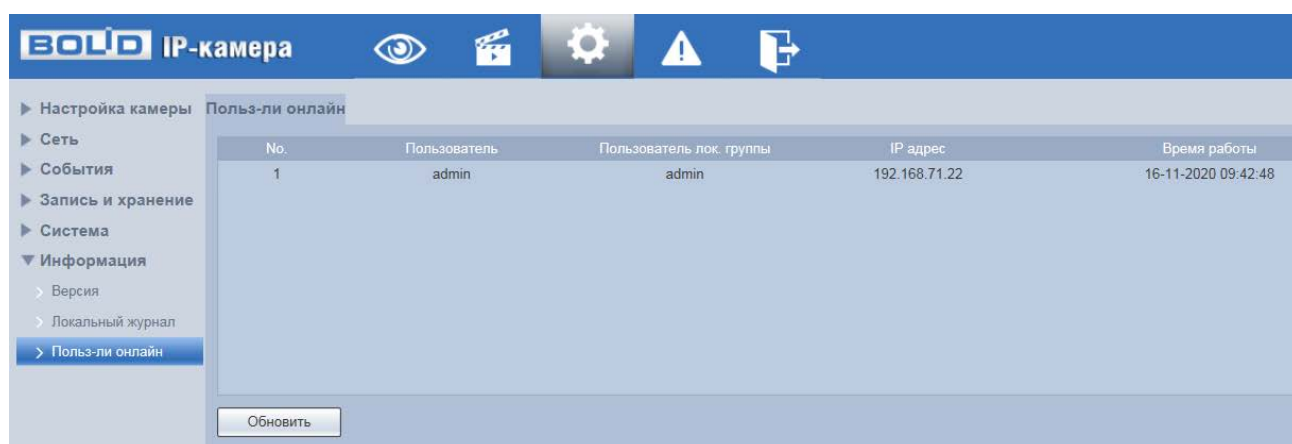 BOLID IP-камера
Настройка камеры
Сеть
События
Запись и хранение
Система
Информация
Версия
Локальный журнал
Польз-ли онлайн
Польз-ли онлайн
No. Пользователь Пользователь лок. группы IP адрес Время работы
1 admin admin 192.168.71.22 16-11-2020 09:42:48
Обновить